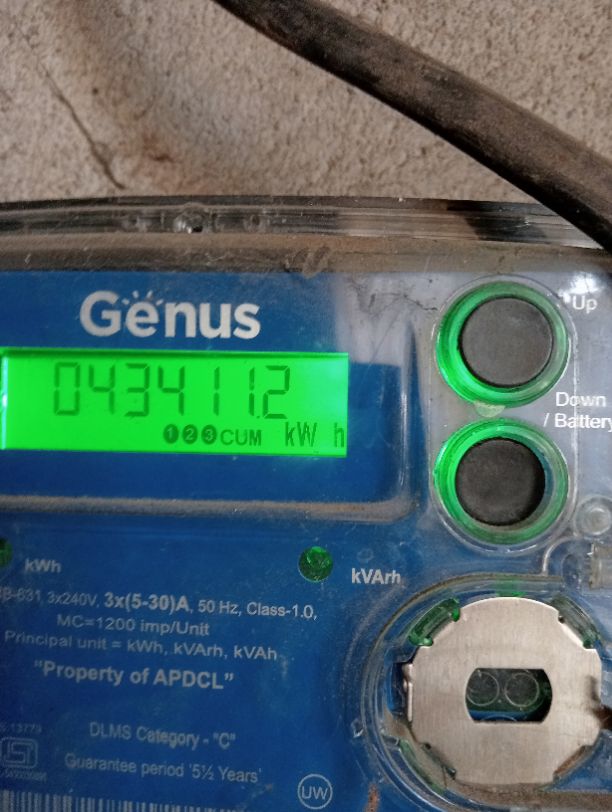 Genus
Up
043411.2
Down
/ Battery
123CUM kW h
kWh
kVArh
3x240V, 3x(5-30)A, 50 Hz, Class-1.0,
MC=1200 imp/Unit
Principal unit = kWh, kVArh, kVAh
"Property of APDCL"
DLMS Category - "C"
Guarantee period '5½ Years'
UW